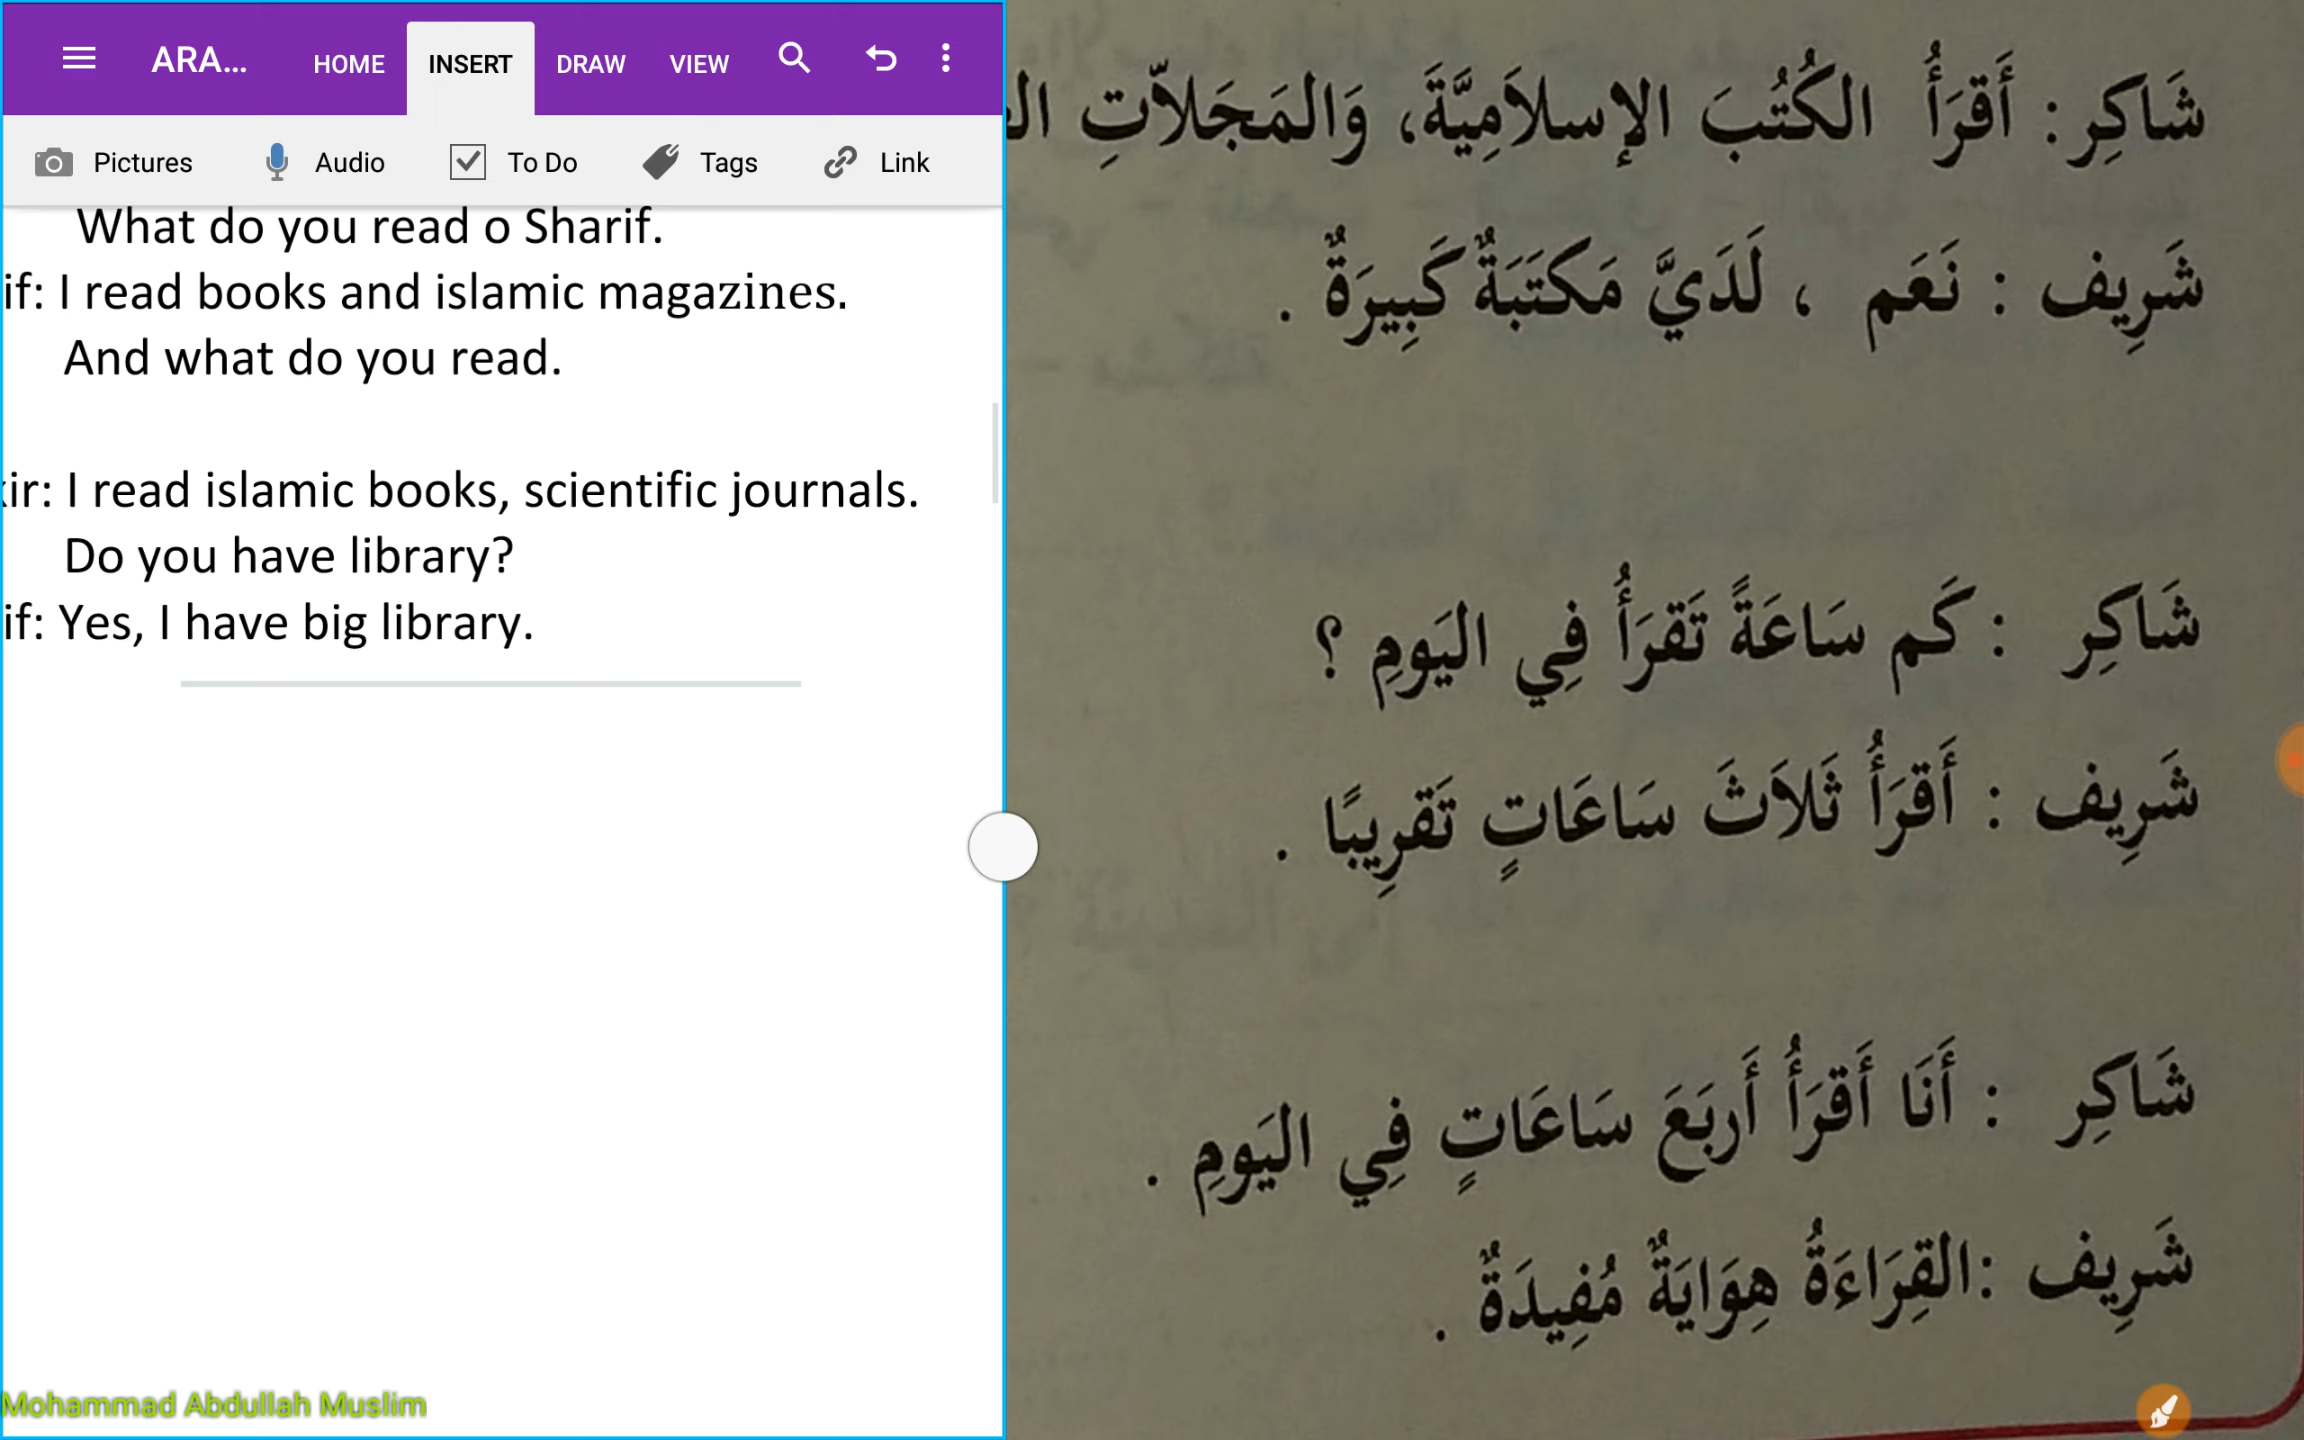 ARA...
HOME
INSERT
DRAW
VIEW
Pictures
Audio
To Do
Tags
Link
What do you read o Sharif.
if: I read books and islamic magazines.
And what do you read.
ir: I read islamic books, scientific journals.
Do you have library?
if: Yes, I have big library.
Mohammad Abdullah Muslim
شَاكِر : أَقرَأُ الكُتُبَ الإِسلاَمِيَّةَ، وَالمَجَلاّتِ
شَرِيف : نَعَم ، لَدَيَّ مَكتَبَةٌ كَبِيرَةٌ .
شَاكِر : كَم سَاعَةً تَقرَأُ فِي اليَومِ ؟
شَرِيف : أَقرَأُ ثَلاَثَ سَاعَاتٍ تَقرِيبًا .
شَاكِر : أَنَا أَقرَأُ أَربَعَ سَاعَاتٍ فِي اليَومِ .
شَرِيف : القِرَاءَةُ هِوَايَةٌ مُفِيدَةٌ .